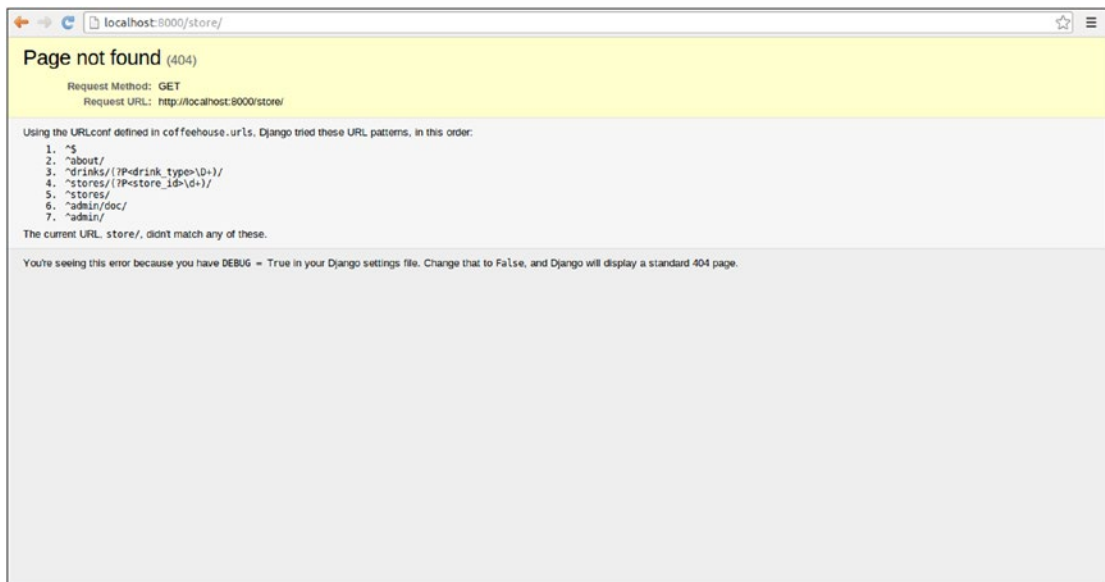 localhost:8000/store/
Page not found (404)
Request Method: GET
Request URL: http://localhost:8000/store/
Using the URLconf defined in coffeehouse.urls, Django tried these URL patterns, in this order:
1. ^$
2. ^about/
3. ^drinks/(?P<drink_type>\D+)/
4. ^stores/(?P<store_id>\d+)/
5. ^stores/
6. ^admin/doc/
7. ^admin/
The current URL, store/, didn't match any of these.
You're seeing this error because you have DEBUG = True in your Django settings file. Change that to False, and Django will display a standard 404 page.